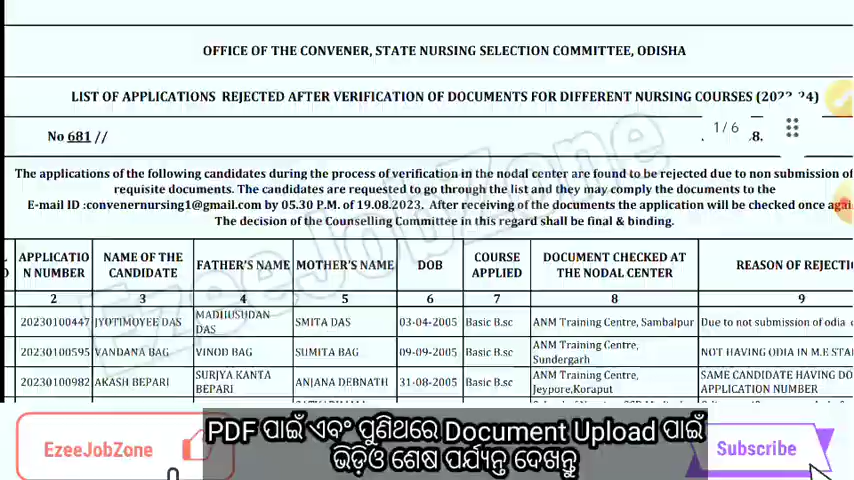 OFFICE OF THE CONVENER, STATE NURSING SELECTION COMMITTEE, ODISHA
LIST OF APPLICATIONS REJECTED AFTER VERIFICATION OF DOCUMENTS FOR DIFFERENT NURSING COURSES (2023-24)
No 681 //
1/6
8.
The applications of the following candidates during the process of verification in the nodal center are found to be rejected due to non submission of
requisite documents. The candidates are requested to go through the list and they may comply the documents to the
E-mail ID :convenernursing1@gmail.com by 05.30 P.M. of 19.08.2023. After receiving of the documents the application will be checked once
The decision of the Counselling Committee in this regard shall be final & binding.
APPLICATIO N NUMBER NAME OF THE CANDIDATE FATHER'S NAME MOTHER'S NAME DOB COURSE APPLIED DOCUMENT CHECKED AT THE NODAL CENTER REASON OF
2 3 4 5 6 7 8 9
20230100447 JYOTIMOYEE DAS MADHUSUDAN DAS SMITA DAS 03-04-2005 Basic B.sc ANM Training Centre, Sambalpur Due to not submission of odia
20230100595 VANDANA BAG VINOD BAG SUMITA BAG 09-09-2005 Basic B.sc ANM Training Centre, Sundergarh NOT HAVING ODIA IN M.E
20230100982 AKASH BEPARI SURJYA KANTA BEPARI ANJANA DEBNATH 31-08-2005 Basic B.sc ANM Training Centre, Jeypore,Koraput SAME CANDIDATE HAVING APPLICATION NUMBER
EzeeJobZone
EzeeJobZone
PDF ପାଇଁ ଏବଂ ପୁଣିଥରେ Document Upload ପାଇଁ
ଭିଡ଼ିଓ ଶେଷ ପର୍ଯ୍ୟନ୍ତ ଦେଖନ୍ତୁ
Subscribe